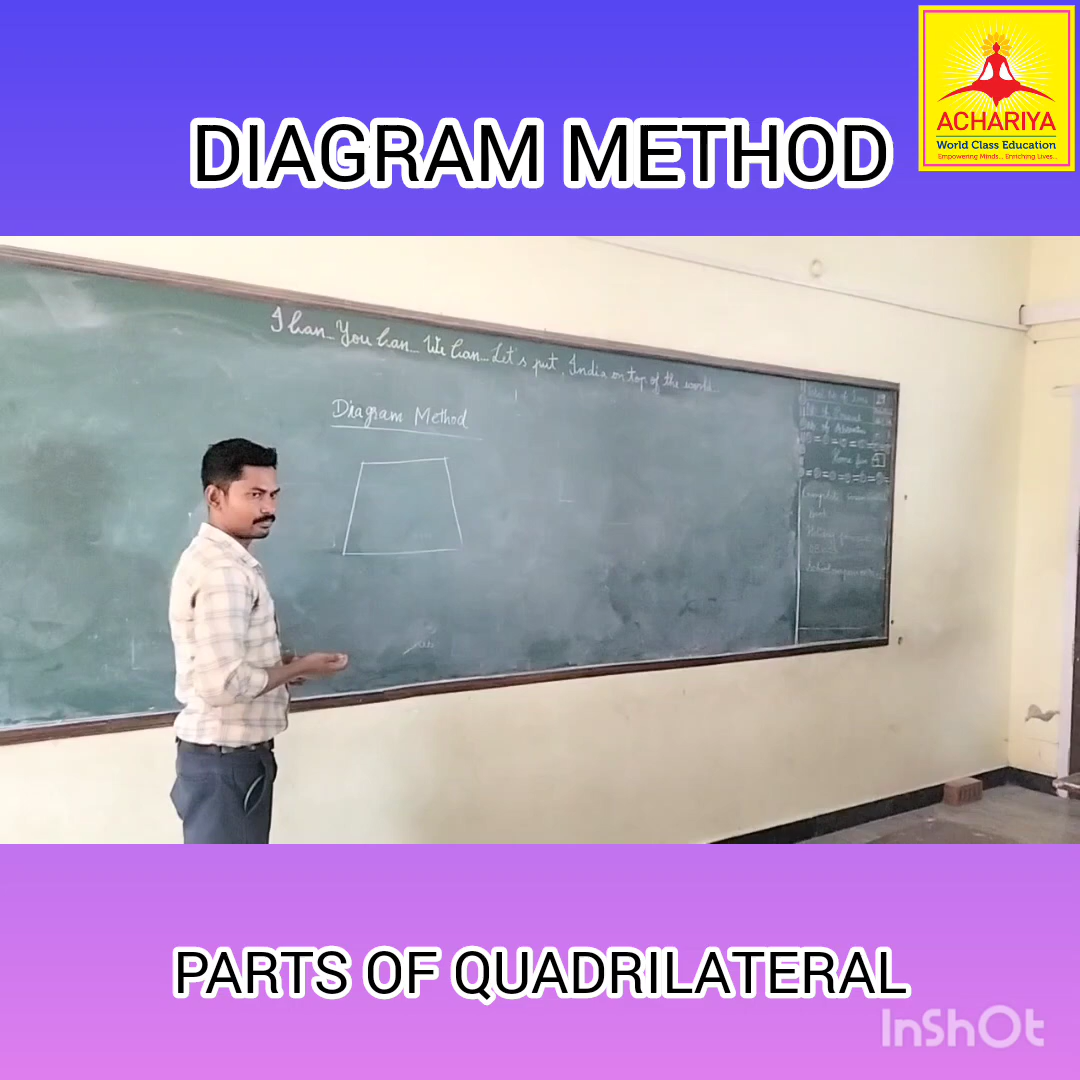 ACHARIYA
World Class Education
Empowering Minds... Enriching Lives...
DIAGRAM METHOD
I can... You can... We can... Let's put, India on top of the world
Diagram Method
PARTS OF QUADRILATERAL
InShOt